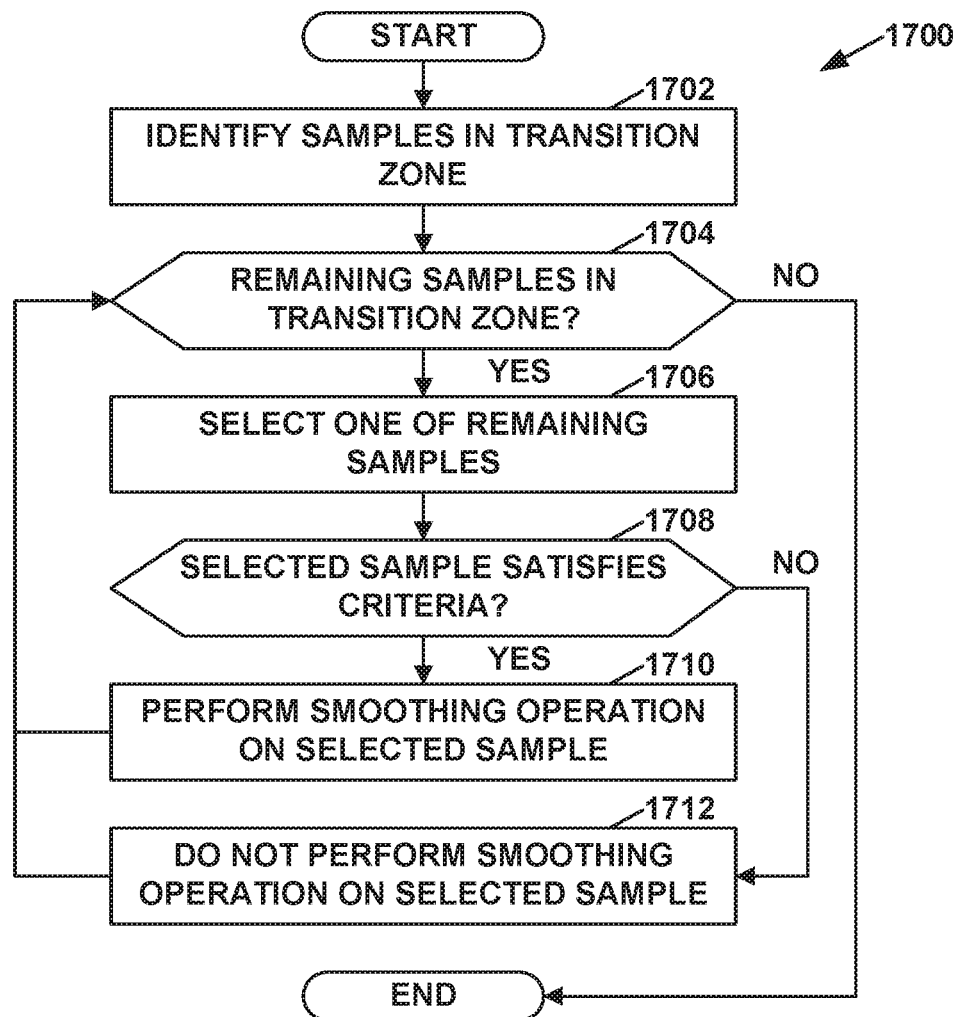 START
1700
1702
IDENTIFY SAMPLES IN TRANSITION
ZONE
1704
REMAINING SAMPLES IN
TRANSITION ZONE?
NO
YES
1706
SELECT ONE OF REMAINING
SAMPLES
1708
SELECTED SAMPLE SATISFIES
CRITERIA?
NO
YES
1710
PERFORM SMOOTHING OPERATION
ON SELECTED SAMPLE
1712
DO NOT PERFORM SMOOTHING
OPERATION ON SELECTED SAMPLE
END